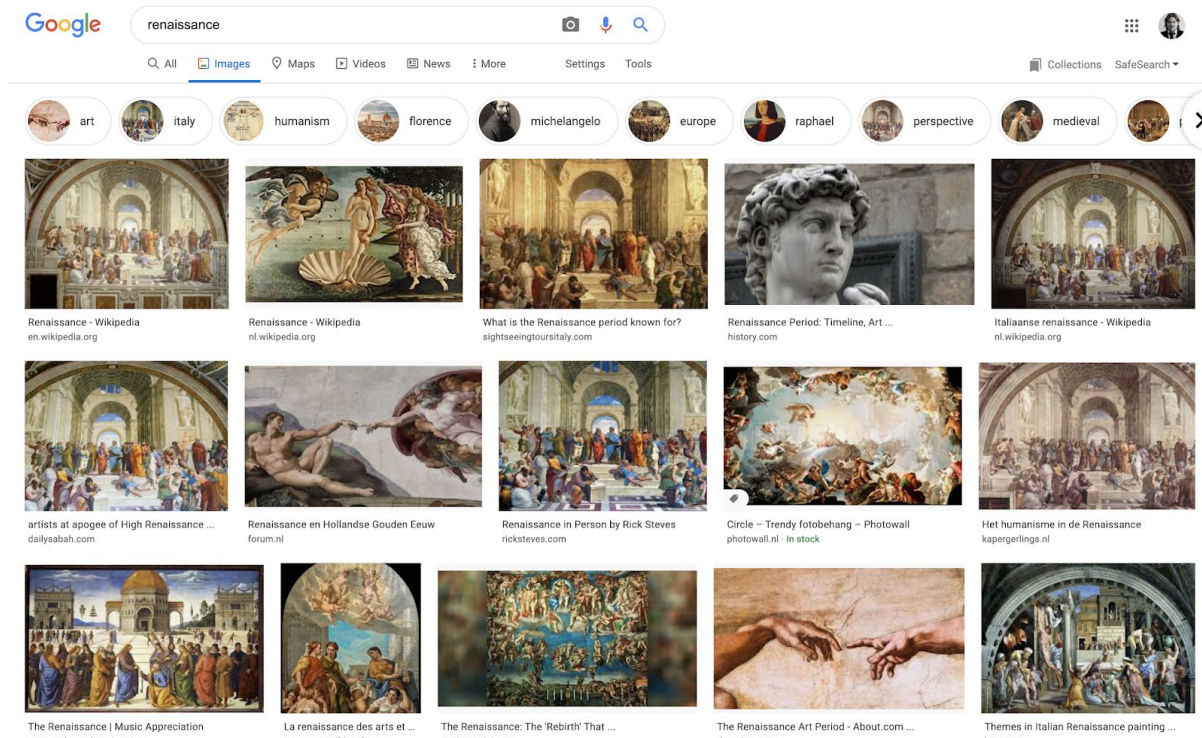 Google
renaissance
All
Images
Maps
Videos
News
More
Settings
Tools
Collections
SafeSearch
art
italy
humanism
florence
michelangelo
europe
raphael
perspective
medieval
Renaissance - Wikipedia
en.wikipedia.org
Renaissance - Wikipedia
nl.wikipedia.org
What is the Renaissance period known for?
sightseeingtoursitaly.com
Renaissance Period: Timeline, Art ...
history.com
Italiaanse renaissance - Wikipedia
nl.wikipedia.org
artists at apogee of High Renaissance ...
dailysabah.com
Renaissance en Hollandse Gouden Eeuw
forum.nl
Renaissance in Person by Rick Steves
ricksteves.com
Circle – Trendy fotobehang – Photowall
photowall.nl · In stock
Het humanisme in de Renaissance
kapergerlings.nl
The Renaissance | Music Appreciation
La renaissance des arts et ...
The Renaissance: The 'Rebirth' That ...
The Renaissance Art Period - About.com ...
Themes in Italian Renaissance painting ...